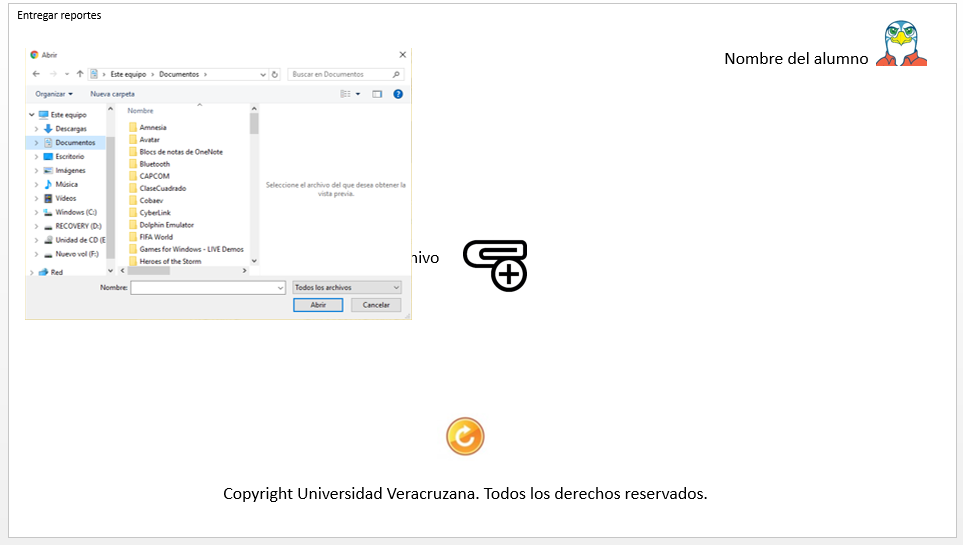 Entregar reportes
Nombre del alumno
Abrir
Este equipo
Documentos
Buscar en Documentos
Organizar
Nueva carpeta
Este equipo
Descargas
Documentos
Escritorio
Imágenes
Música
Vídeos
Windows (C:)
RECOVERY (D:)
Unidad de CD (E
Nuevo vol (F:)
Red
Nombre
Amnesia
Avatar
Blocs de notas de OneNote
Bluetooth
CAPCOM
ClaseCuadrado
Cobaev
CyberLink
Dolphin Emulator
FIFA World
Games for Windows - LIVE Demos
Heroes of the Storm
Seleccione el archivo del que desea obtener la
vista previa.
hivo
Nombre:
Todos los archivos
Abrir
Cancelar
Copyright Universidad Veracruzana. Todos los derechos reservados.